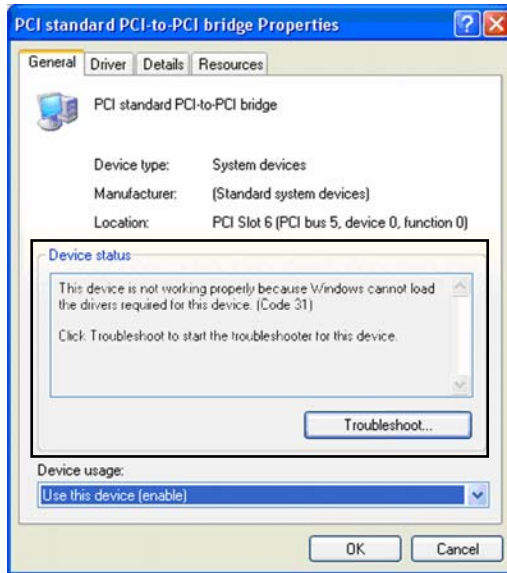 PCI standard PCI-to-PCI bridge Properties
General Driver Details Resources
PCI standard PCI-to-PCI bridge
Device type: System devices
Manufacturer: (Standard system devices)
Location: PCI Slot 6 (PCI bus 5, device 0, function 0)
Device status
This device is not working properly because Windows cannot load
the drivers required for this device. (Code 31)
Click Troubleshoot to start the troubleshooter for this device.
Troubleshoot...
Device usage:
Use this device (enable)
OK Cancel